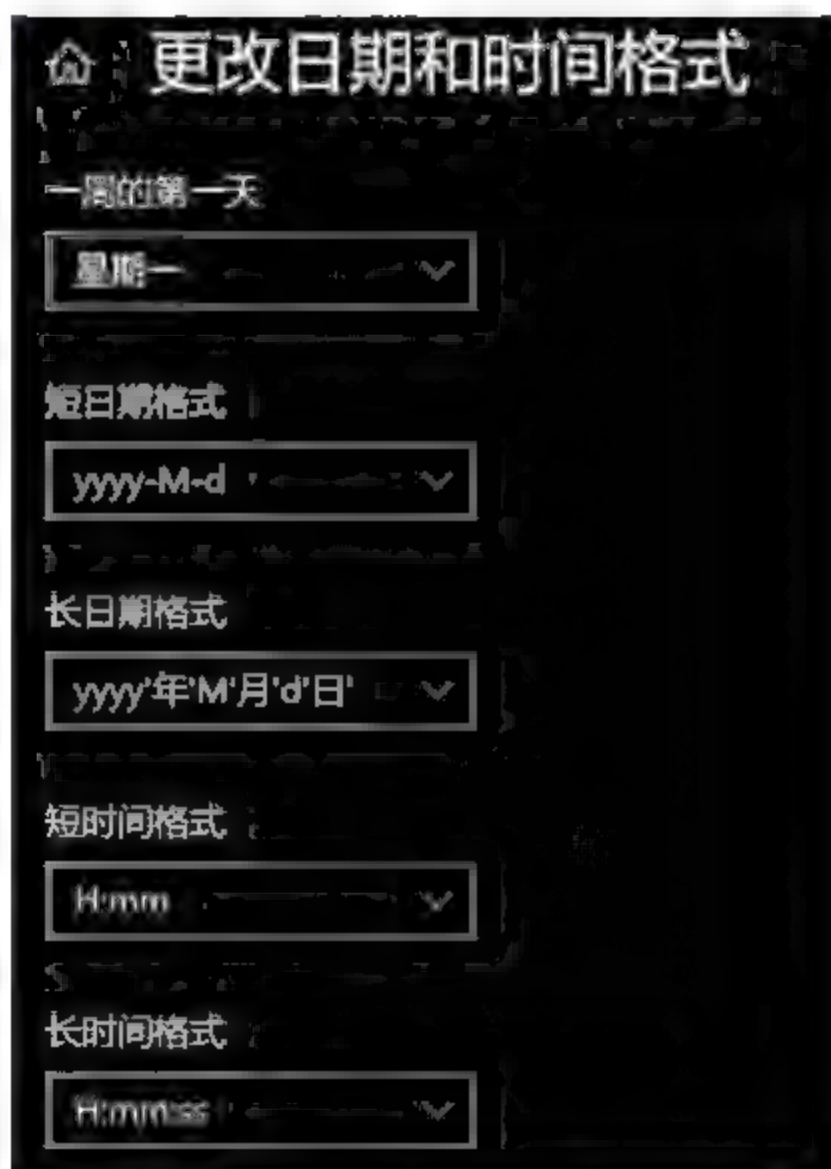 更改日期和时间格式
一周的第一天
星期一
短日期格式
yyyy-M-d
长日期格式
yyyy'年'M'月'd'日'
短时间格式
H:mm
长时间格式
H:mm:ss